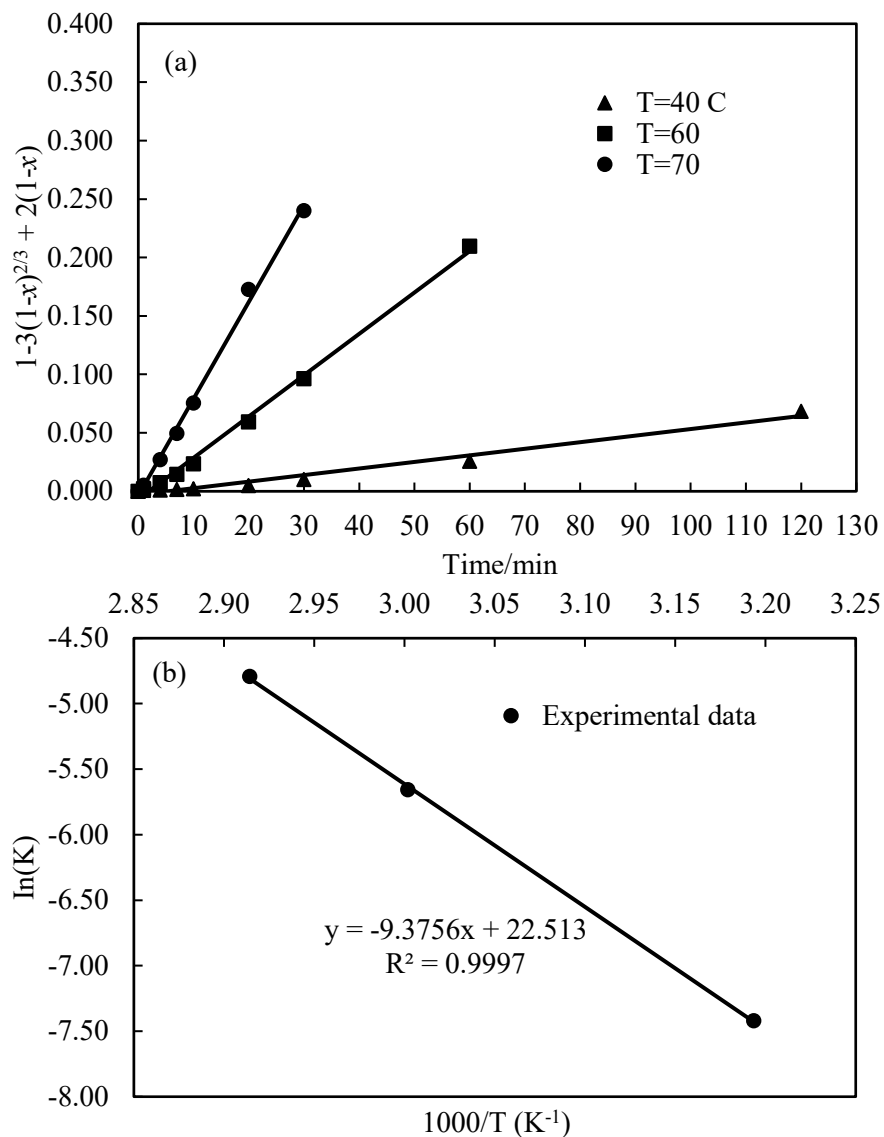 0.400
(a)
0.350
T=40 C
T=60
0.300
T=70
0.250
0.200
0.150
0.100
0.050
0.000
1-3(1-x)^{2/3} + 2(1-x)
0 10 20 30 40 50 60 70 80 90 100 110 120 130
Time/min
2.85 2.90 2.95 3.00 3.05 3.10 3.15 3.20 3.25
-4.50
(b)
Experimental data
-5.00
-5.50
-6.00
-6.50
y = -9.3756x + 22.513
R² = 0.9997
-7.00
-7.50
-8.00
In(K)
1000/T (K⁻¹)